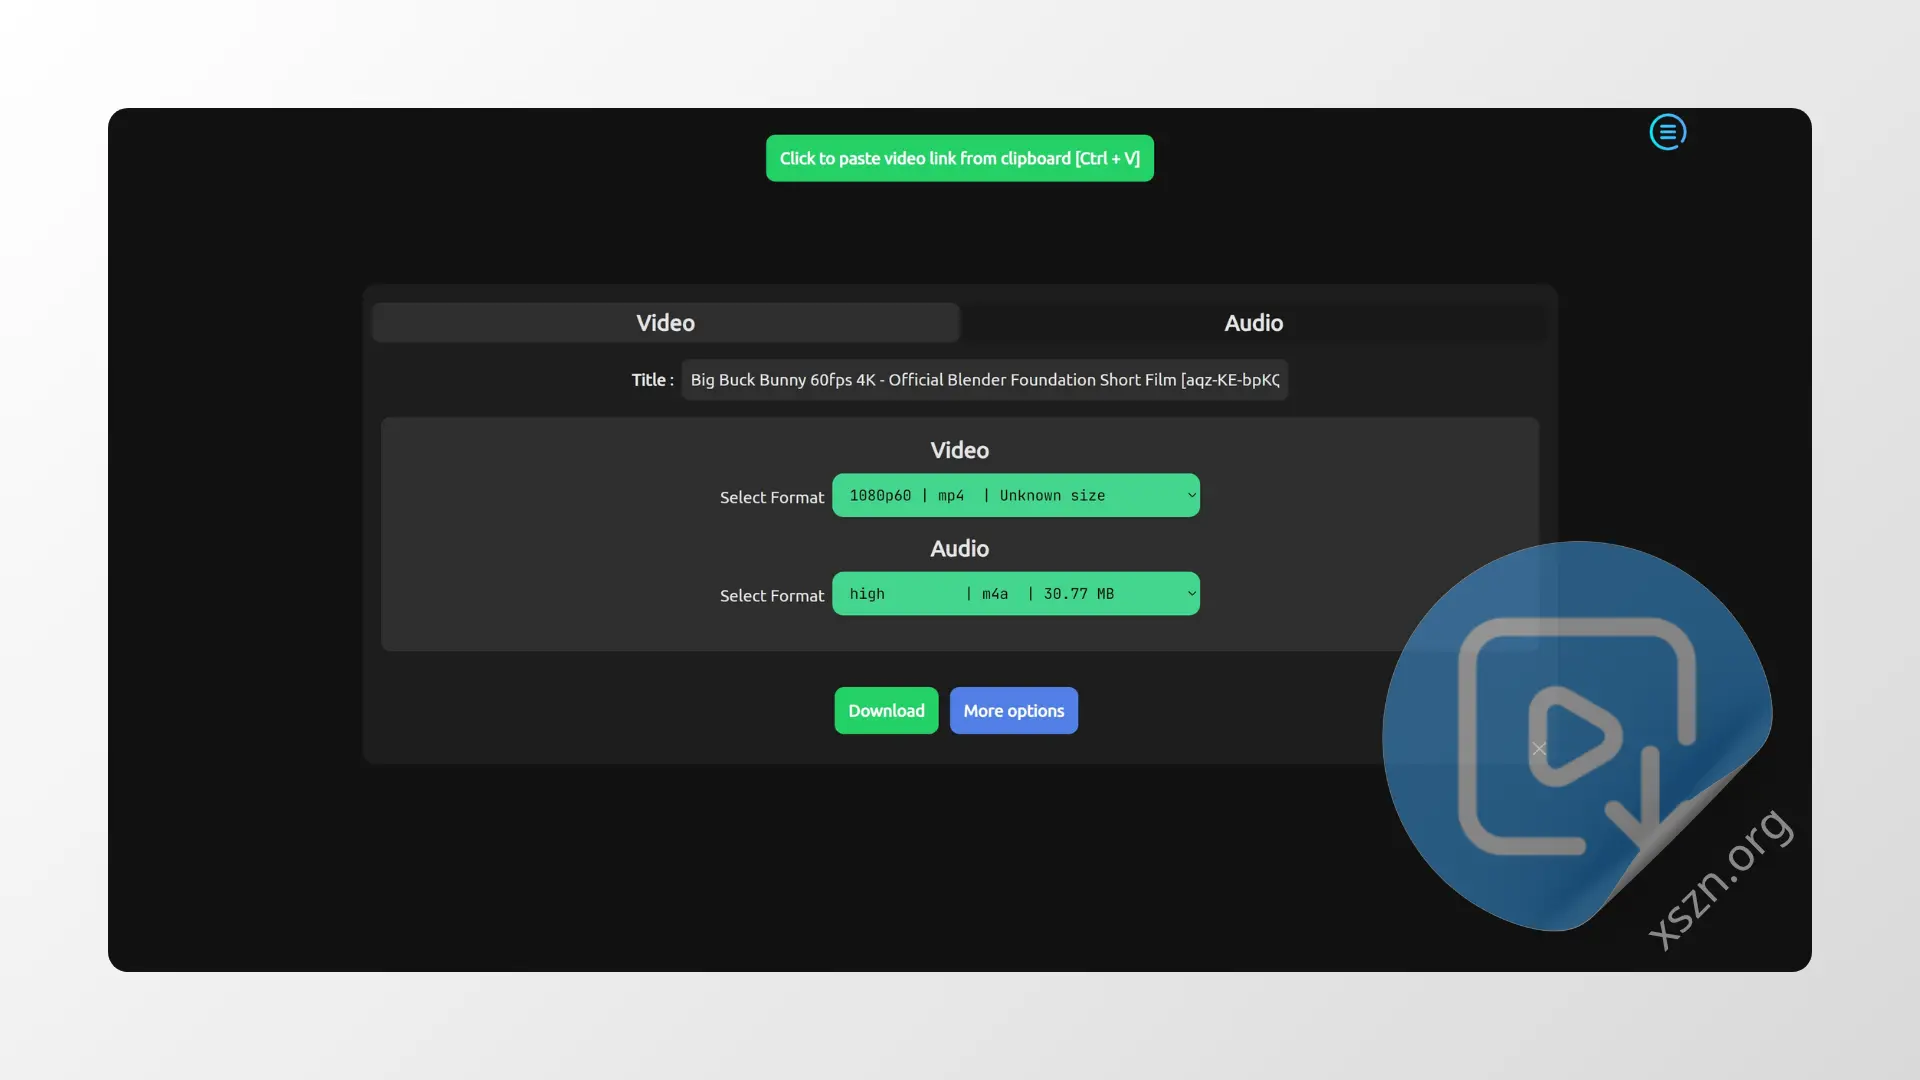 Click to paste video link from clipboard [Ctrl + V]
Video
Audio
Title :
Big Buck Bunny 60fps 4K - Official Blender Foundation Short Film [aqz-KE-bpKQ
Video
Select Format
1080p60 | mp4 | Unknown size
Audio
Select Format
high | m4a | 30.77 MB
Download
More options
xszn.org